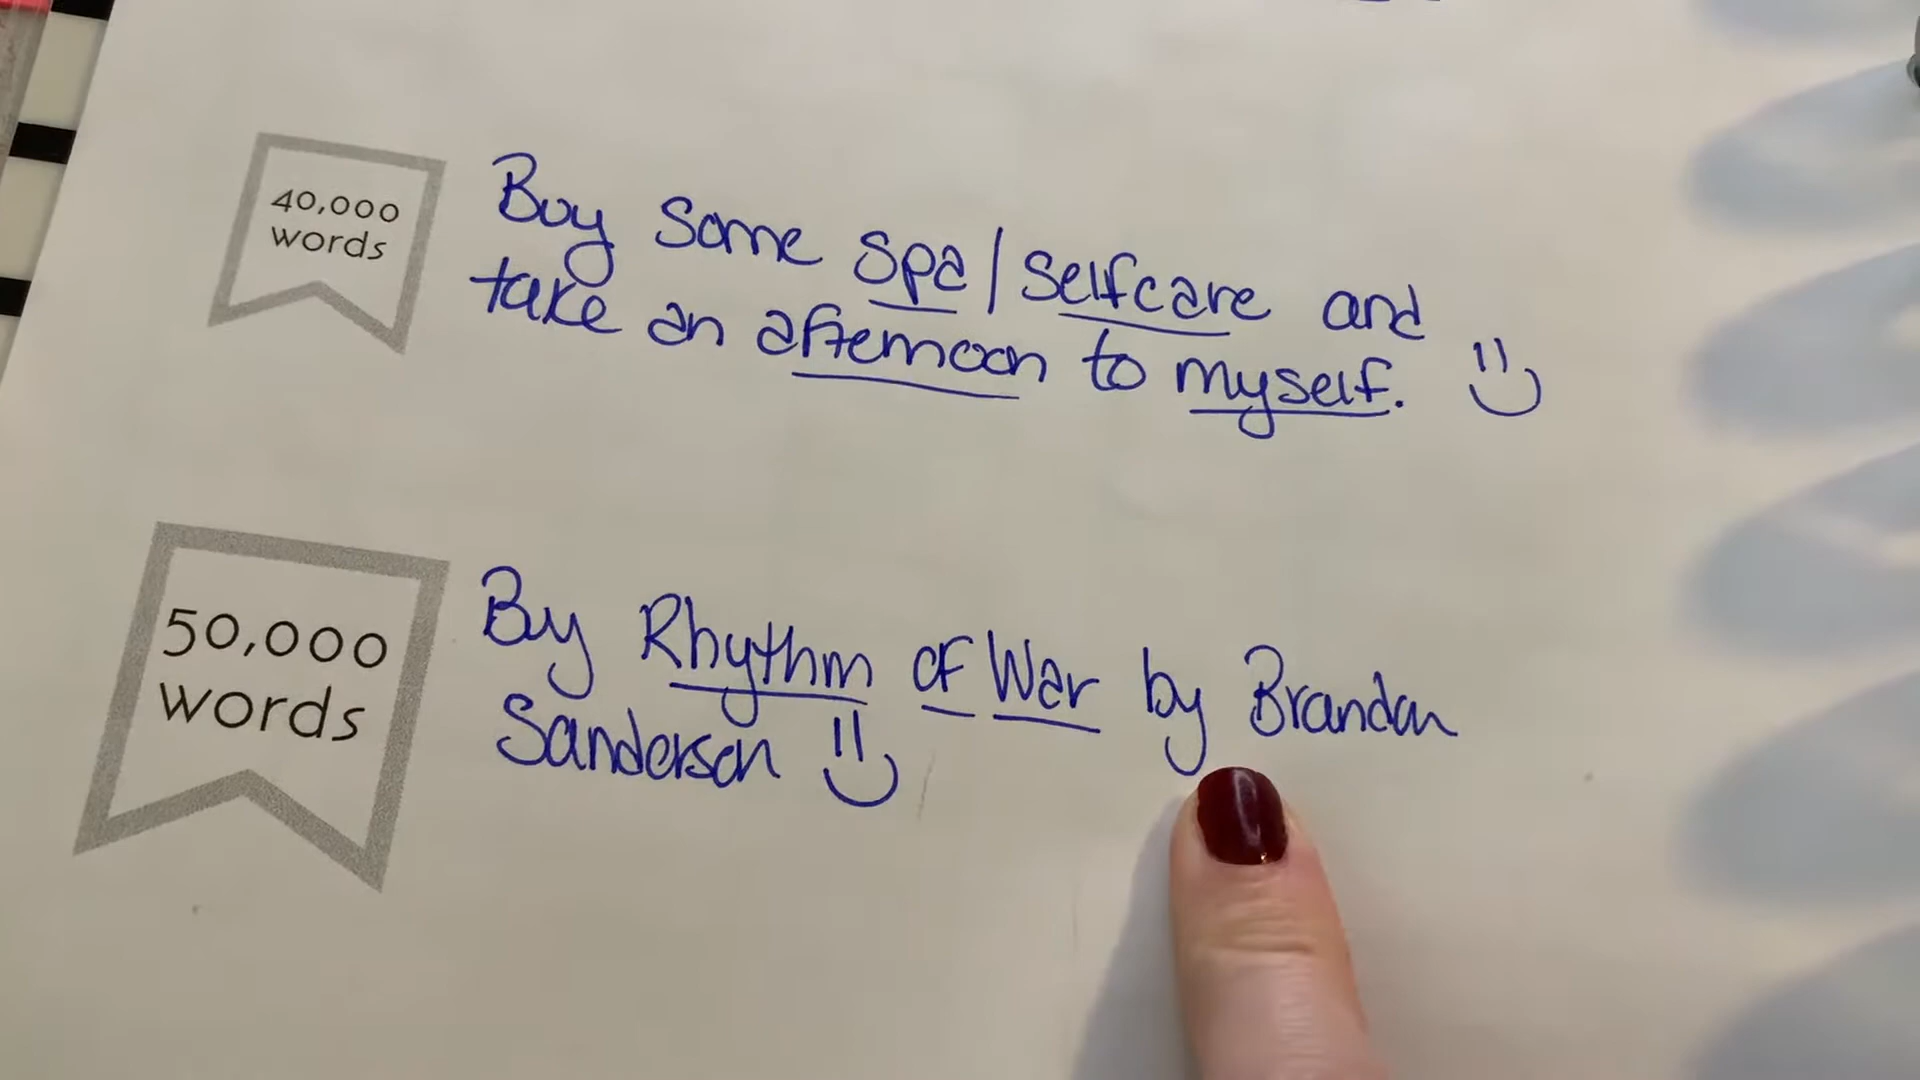 40,000
words
Buy some spa/selfcare and
take an afternoon to myself.
50,000
words
By Rhythm of War by Brandon
Sanderson